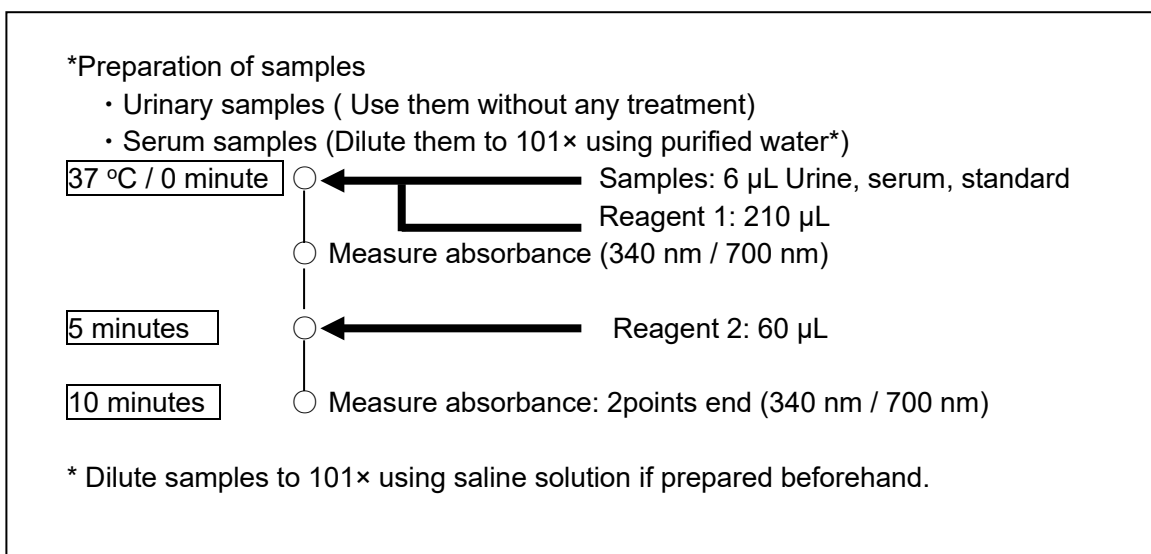 *Preparation of samples
・Urinary samples ( Use them without any treatment)
・Serum samples (Dilute them to 101× using purified water*)
37 ºC / 0 minute
Samples: 6 µL Urine, serum, standard
Reagent 1: 210 µL
Measure absorbance (340 nm / 700 nm)
5 minutes
Reagent 2: 60 µL
10 minutes
Measure absorbance: 2points end (340 nm / 700 nm)
* Dilute samples to 101× using saline solution if prepared beforehand.